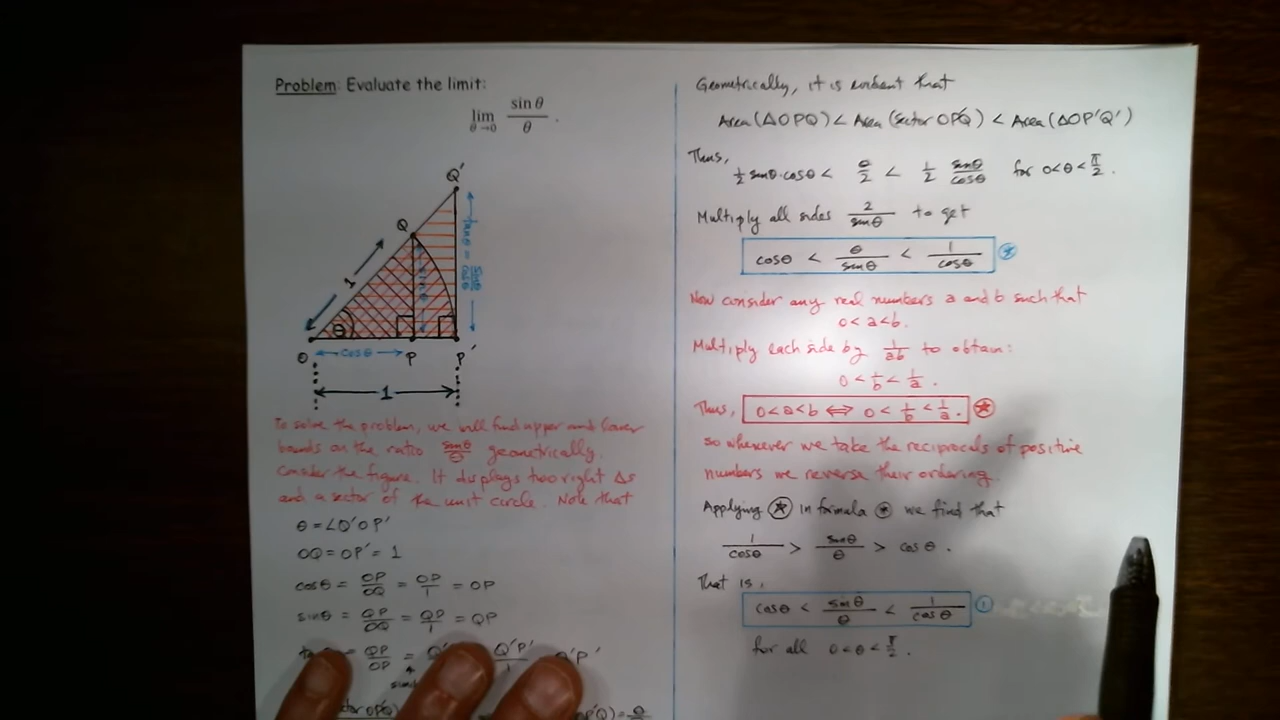 Problem: Evaluate the limit:
lim θ→0 sin θ / θ .
Q'
Q
1
tanθ = sinθ/cosθ
sinθ
θ
O
cosθ
P
P'
1
To solve the problem, we will find upper and lower
bounds on the ratio sinθ/θ geometrically.
Consider the figure. It displays two right Δs
and a sector of the unit circle. Note that
θ = ∠Q'OP'
OQ = OP' = 1
cosθ = OP/OQ = OP/1 = OP
sinθ = QP/OQ = QP/1 = QP
= QP/OP = Q'P'/1 = Q'P'
Geometrically, it is evident that
Area (ΔOPQ) < Area (sector OP'Q) < Area (ΔOP'Q')
Thus,
1/2 sinθ·cosθ < θ/2 < 1/2 sinθ/cosθ for 0<θ<π/2.
Multiply all sides 2/sinθ to get
cosθ < θ/sinθ < 1/cosθ *
Now consider any real numbers a and b such that
0 < a < b.
Multiply each side by 1/ab to obtain:
0 < 1/b < 1/a .
Thus, 0<a<b ⟺ 0 < 1/b < 1/a . ★
so whenever we take the reciprocals of positive
numbers we reverse their ordering.
Applying ★ in formula * we find that
1/cosθ > sinθ/θ > cosθ .
That is,
cosθ < sinθ/θ < 1/cosθ 1
for all 0<θ<π/2 .